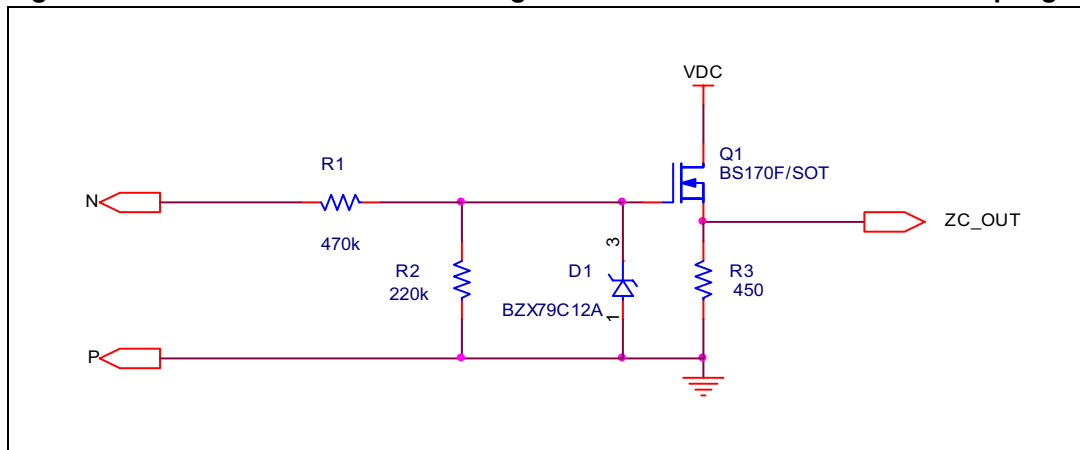 VDC
R1
Q1
BS170F/SOT
N
ZC_OUT
470k
3
R2
220k
D1
R3
450
BZX79C12A
1
P